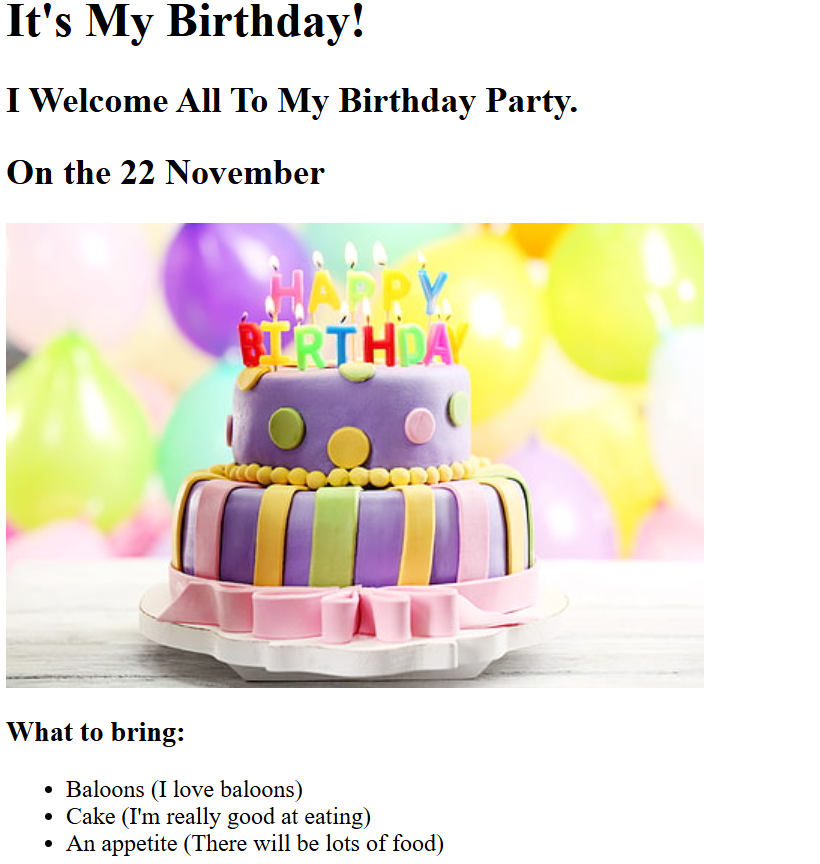 It's My Birthday!
I Welcome All To My Birthday Party.
On the 22 November
HAPPY
BIRTHDAY
What to bring:
• Baloons (I love baloons)
• Cake (I'm really good at eating)
• An appetite (There will be lots of food)